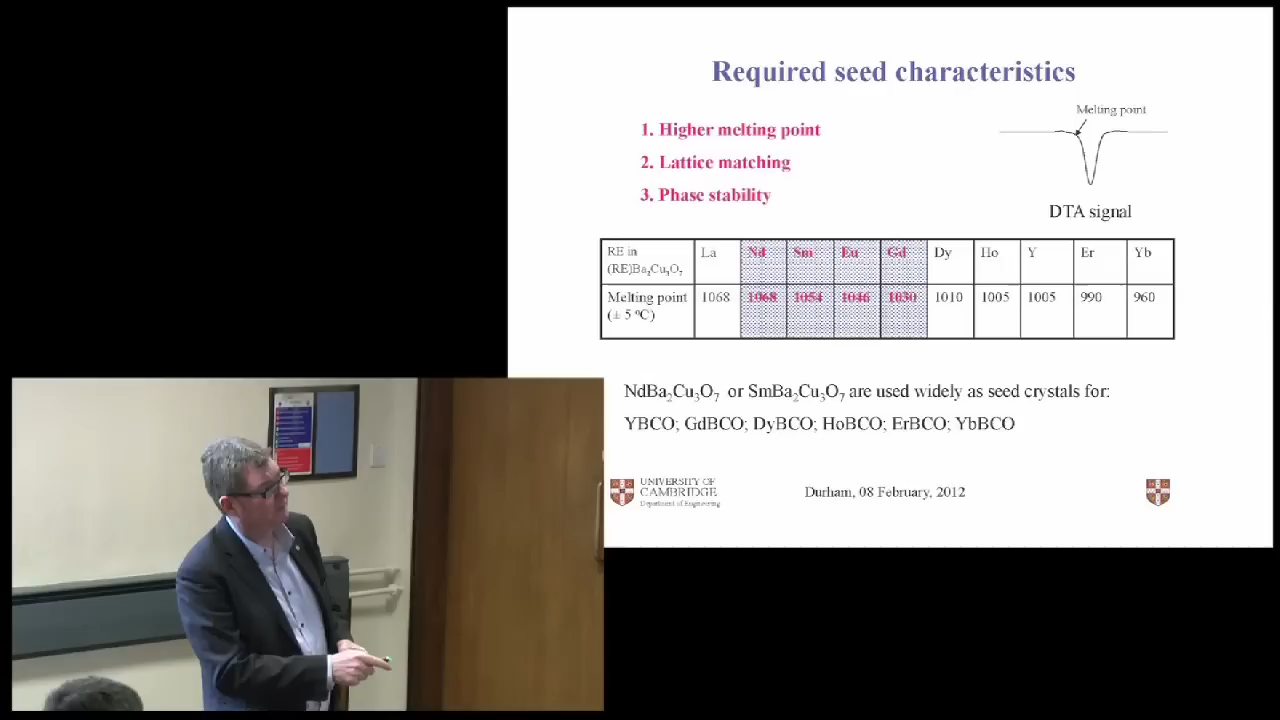 Required seed characteristics
Melting point
1. Higher melting point
2. Lattice matching
3. Phase stability
DTA signal
RE in (RE)Ba₂Cu₃O₇ La Nd Sm Eu Gd Dy Ho Y Er Yb
Melting point (± 5 ºC) 1068 1068 1054 1046 1030 1010 1005 1005 990 960
NdBa₂Cu₃O₇ or SmBa₂Cu₃O₇ are used widely as seed crystals for:
YBCO; GdBCO; DyBCO; HoBCO; ErBCO; YbBCO
UNIVERSITY OF
CAMBRIDGE
Department of Engineering
Durham, 08 February, 2012